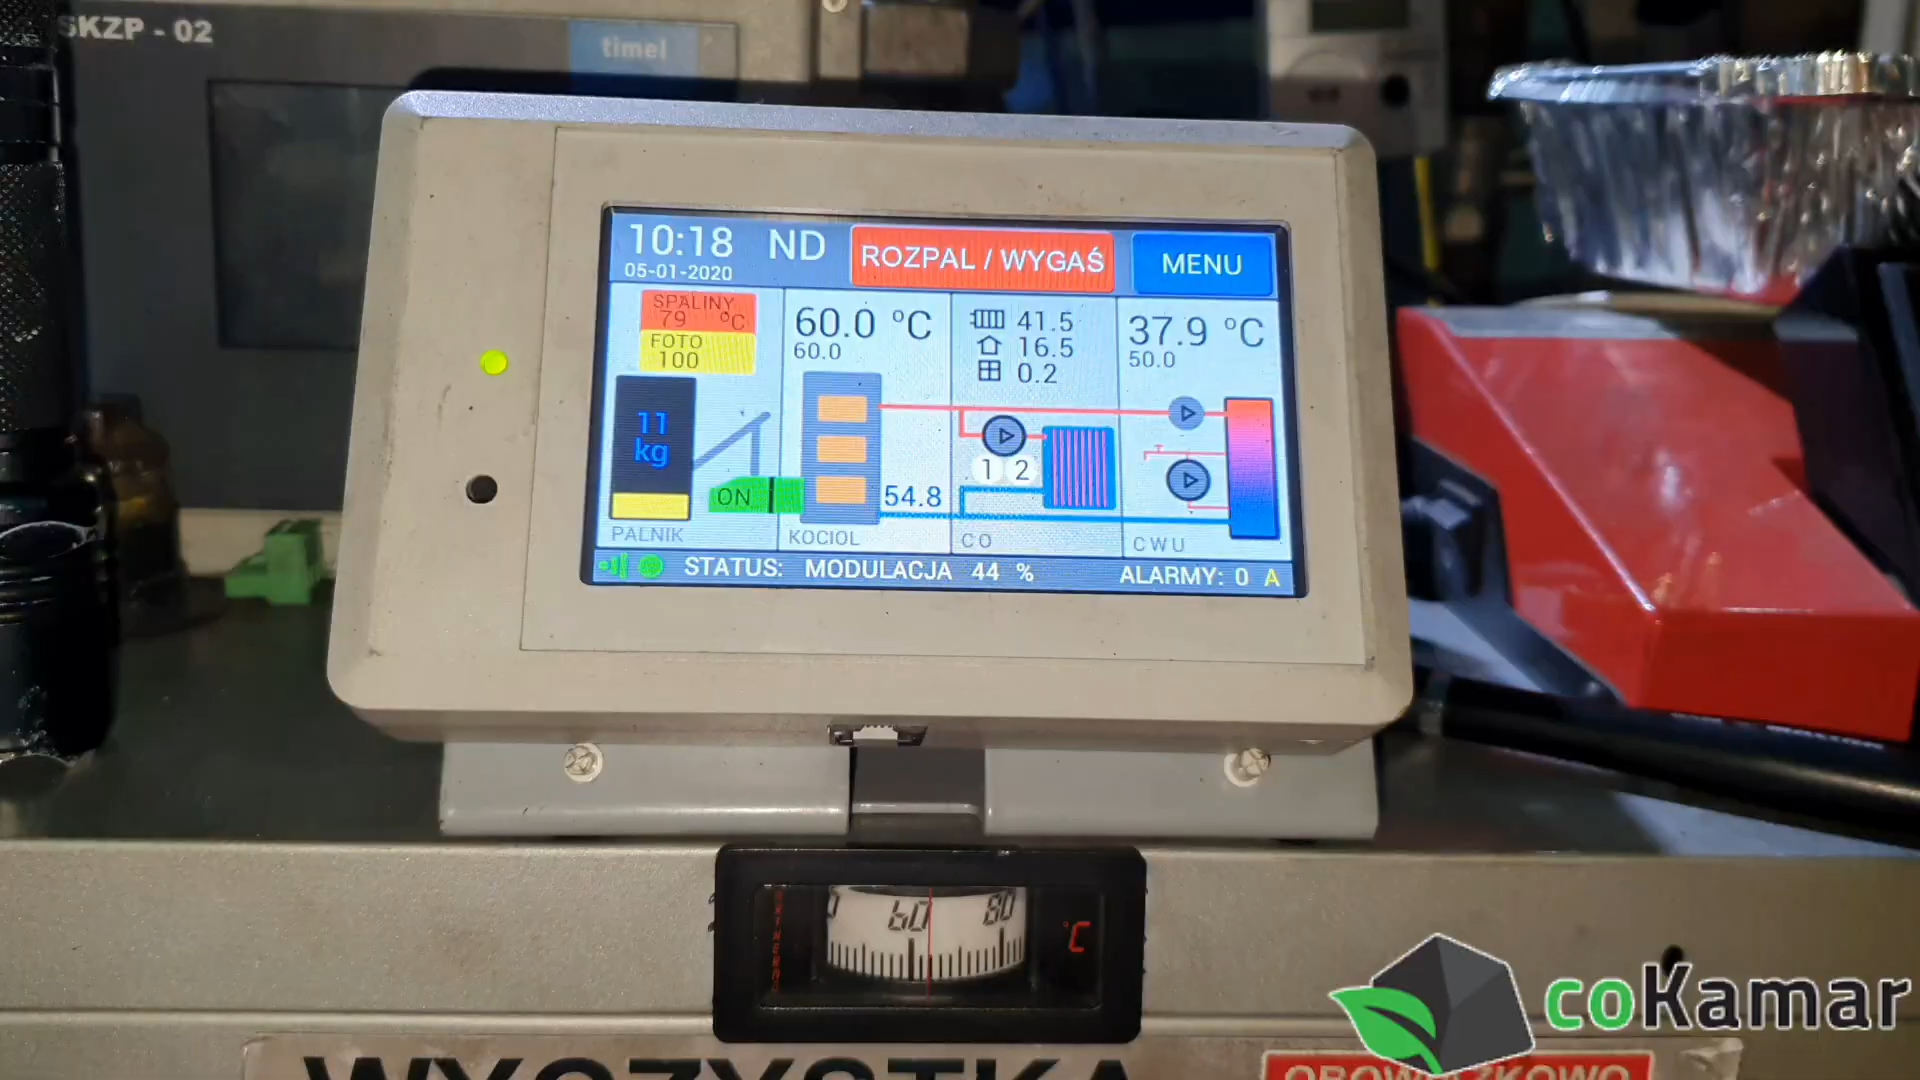 SKZP - 02
timel
10:18 ND ROZPAL / WYGAŚ MENU
05-01-2020
SPALINY
79 °C
FOTO
100
60.0 °C
60.0
41.5
16.5
0.2
37.9 °C
50.0
11
kg
ON
1 2
54.8
PALNIK KOCIOL CO CWU
STATUS: MODULACJA 44 % ALARMY: 0 A
60 80
°C
coKamar
WYCZYSTKA
OBOWIĄZKOWO